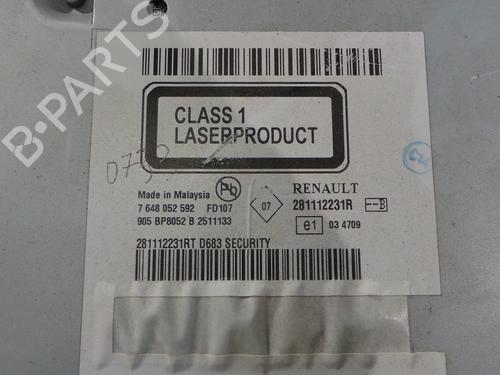 B-PARTS
CLASS 1
LASERPRODUCT
Made in Malaysia
7 648 052 592 FD107
905 BP8052 B 2511133
Pb
07
RENAULT
281112231R B
e1 03 4709
281112231RT D683 SECURITY